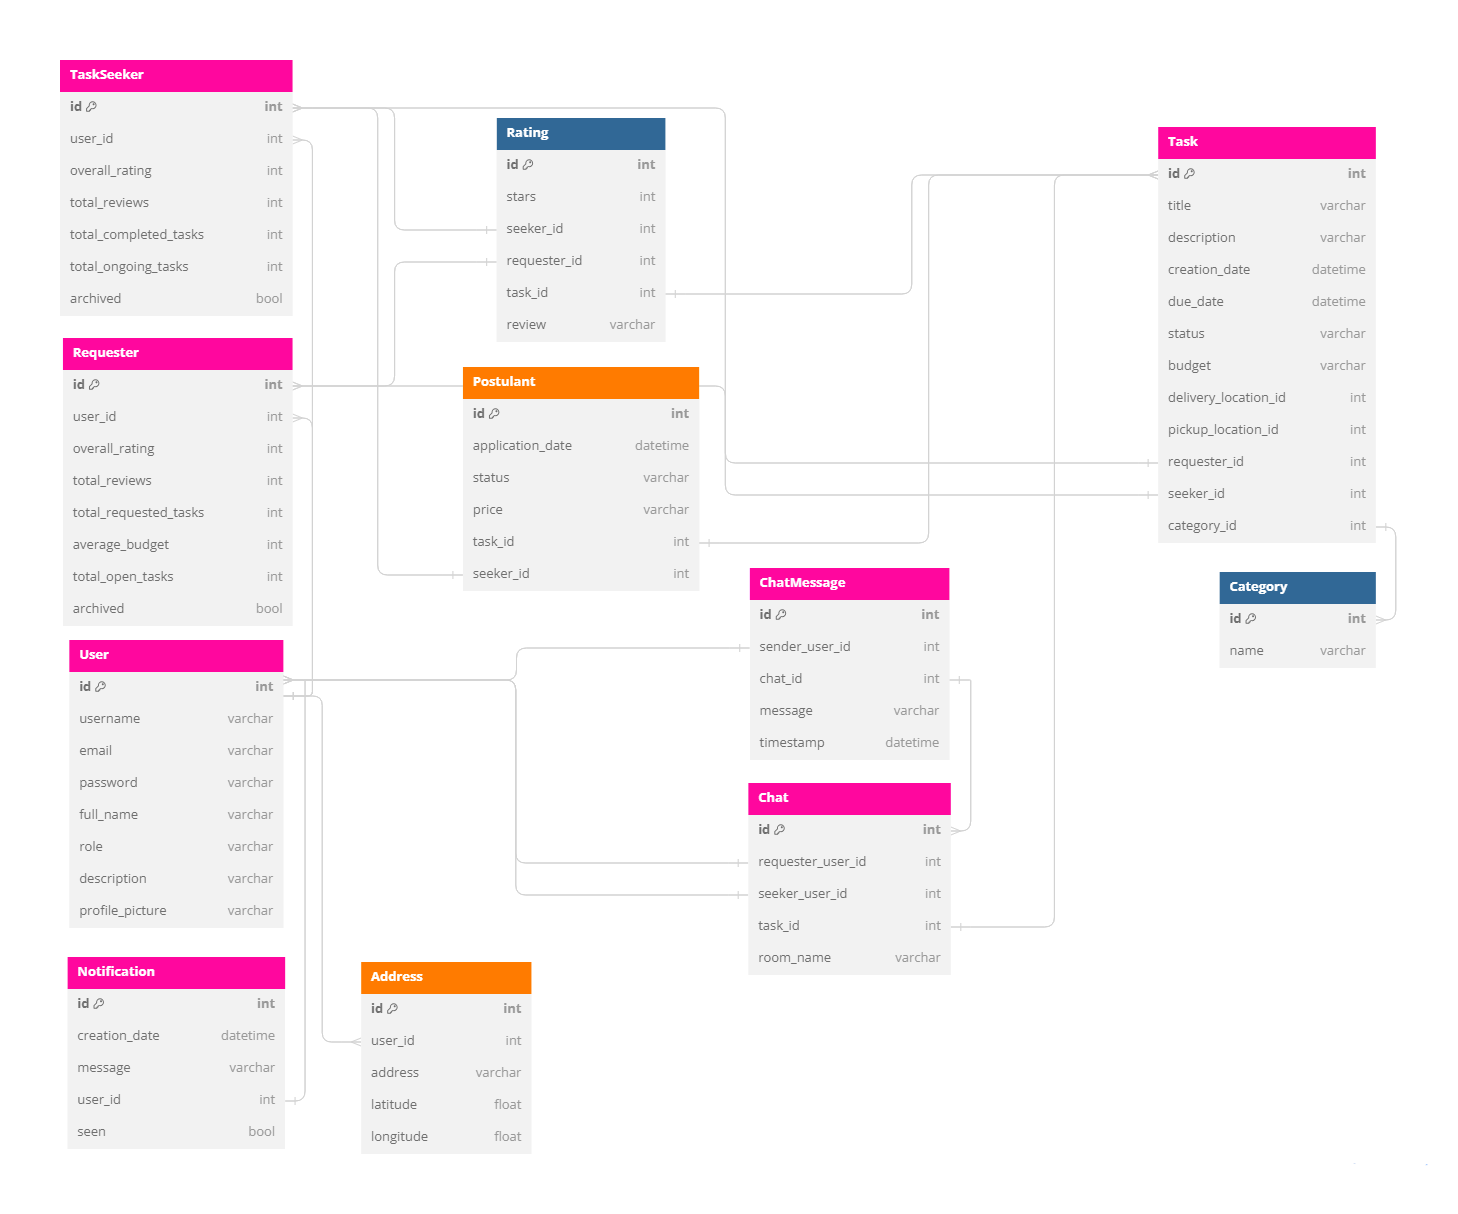 TaskSeeker
id int
user_id int
overall_rating int
total_reviews int
total_completed_tasks int
total_ongoing_tasks int
archived bool
Requester
id int
user_id int
overall_rating int
total_reviews int
total_requested_tasks int
average_budget int
total_open_tasks int
archived bool
User
id int
username varchar
email varchar
password varchar
full_name varchar
role varchar
description varchar
profile_picture varchar
Notification
id int
creation_date datetime
message varchar
user_id int
seen bool
Rating
id int
stars int
seeker_id int
requester_id int
task_id int
review varchar
Postulant
id int
application_date datetime
status varchar
price varchar
task_id int
seeker_id int
Address
id int
user_id int
address varchar
latitude float
longitude float
ChatMessage
id int
sender_user_id int
chat_id int
message varchar
timestamp datetime
Chat
id int
requester_user_id int
seeker_user_id int
task_id int
room_name varchar
Task
id int
title varchar
description varchar
creation_date datetime
due_date datetime
status varchar
budget varchar
delivery_location_id int
pickup_location_id int
requester_id int
seeker_id int
category_id int
Category
id int
name varchar